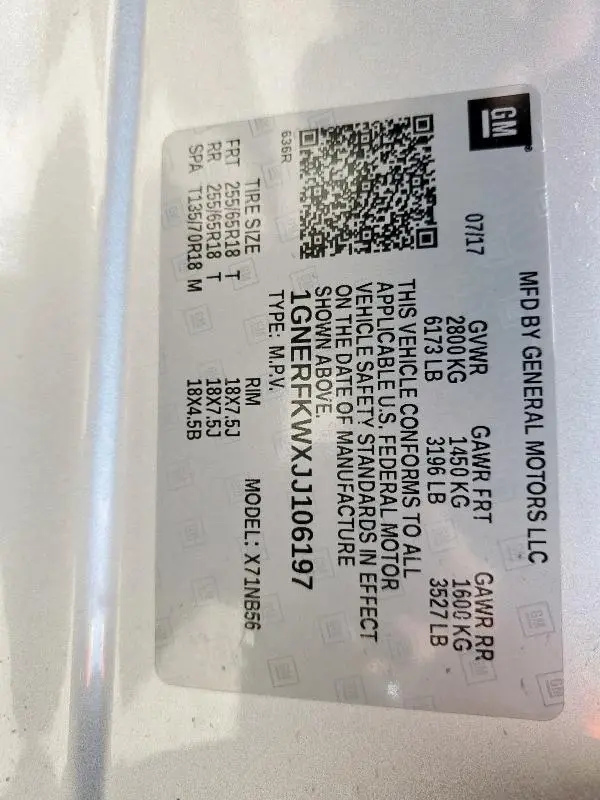 GM
MFD BY GENERAL MOTORS LLC
07/17
GVWR GAWR FRT GAWR RR
2800 KG 1450 KG 1600 KG
6173 LB 3196 LB 3527 LB
THIS VEHICLE CONFORMS TO ALL
APPLICABLE U.S. FEDERAL MOTOR
VEHICLE SAFETY STANDARDS IN EFFECT
ON THE DATE OF MANUFACTURE
SHOWN ABOVE.
1GNERFKWXJJ106197
636R
TYPE: M.P.V. MODEL: X71NB56
TIRE SIZE RIM
FRT 255/65R18 T 18X7.5J
RR 255/65R18 T 18X7.5J
SPA T135/70R18 M 18X4.5B